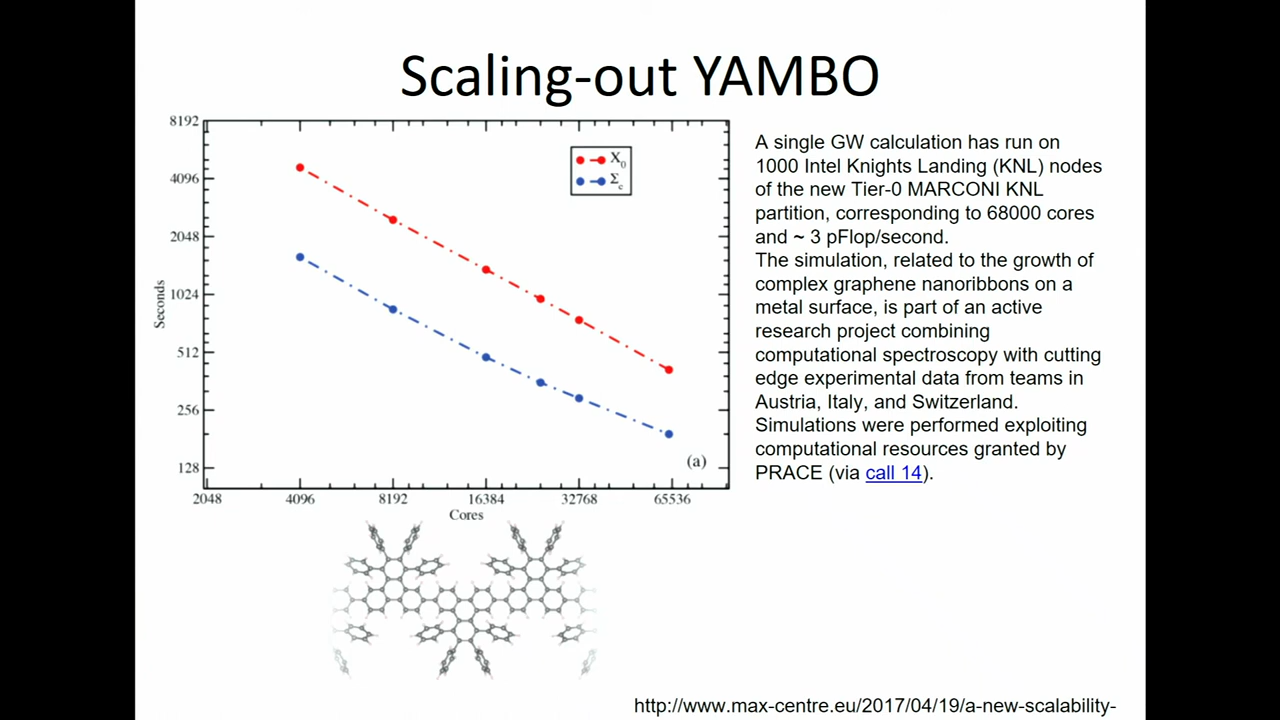 Scaling-out YAMBO
8192
4096
2048
1024
512
256
128
Seconds
X0
Σc
(a)
2048 4096 8192 16384 32768 65536
Cores
A single GW calculation has run on
1000 Intel Knights Landing (KNL) nodes
of the new Tier-0 MARCONI KNL
partition, corresponding to 68000 cores
and ~ 3 pFlop/second.
The simulation, related to the growth of
complex graphene nanoribbons on a
metal surface, is part of an active
research project combining
computational spectroscopy with cutting
edge experimental data from teams in
Austria, Italy, and Switzerland.
Simulations were performed exploiting
computational resources granted by
PRACE (via call 14).
http://www.max-centre.eu/2017/04/19/a-new-scalability-